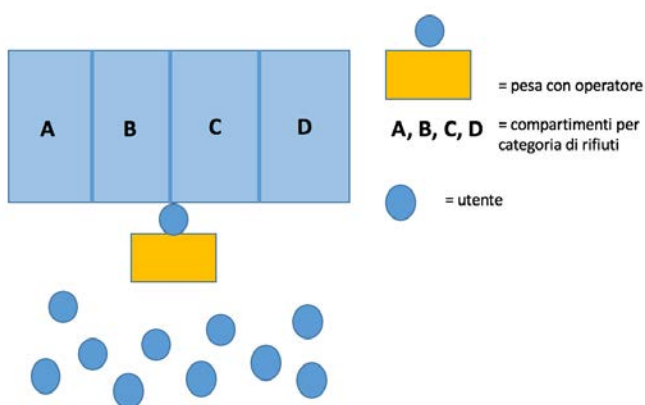 A
B
C
D
= pesa con operatore
A, B, C, D = compartimenti per
categoria di rifiuti
= utente